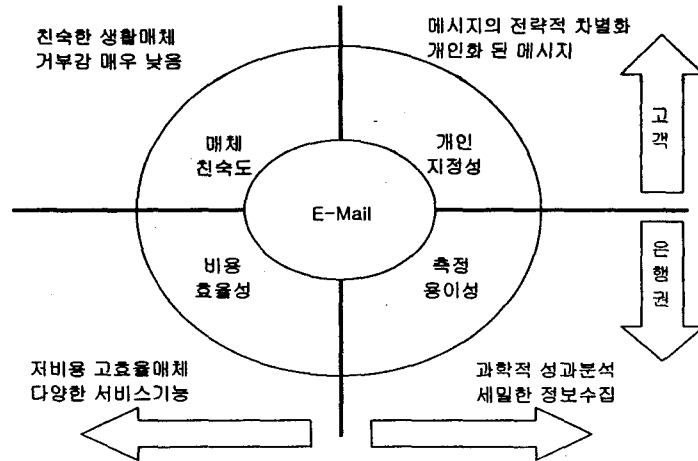 친숙한 생활매체
거부감 매우 낮음
메시지의 전략적 차별화
개인화 된 메시지
고객
매체
친숙도
개인
지정성
E-Mail
비용
효율성
측정
용이성
은행권
저비용 고효율매체
다양한 서비스기능
과학적 성과분석
세밀한 정보수집